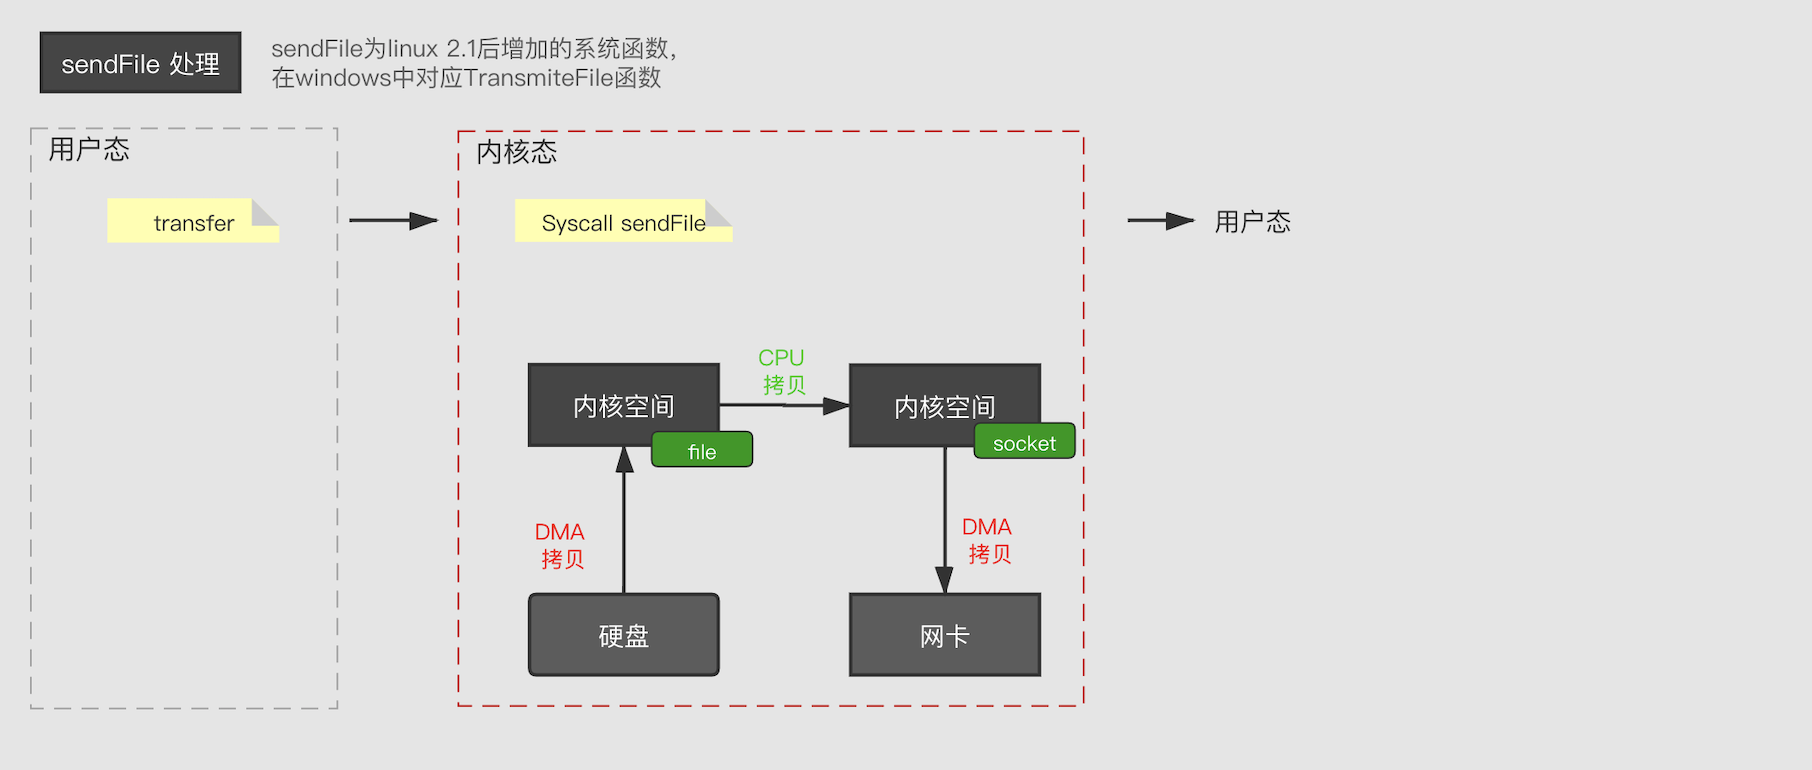 sendFile 处理
sendFile为linux 2.1后增加的系统函数，
在windows中对应TransmiteFile函数
用户态
transfer
内核态
Syscall sendFile
用户态
CPU
拷贝
内核空间
file
内核空间
socket
DMA
拷贝
DMA
拷贝
硬盘
网卡